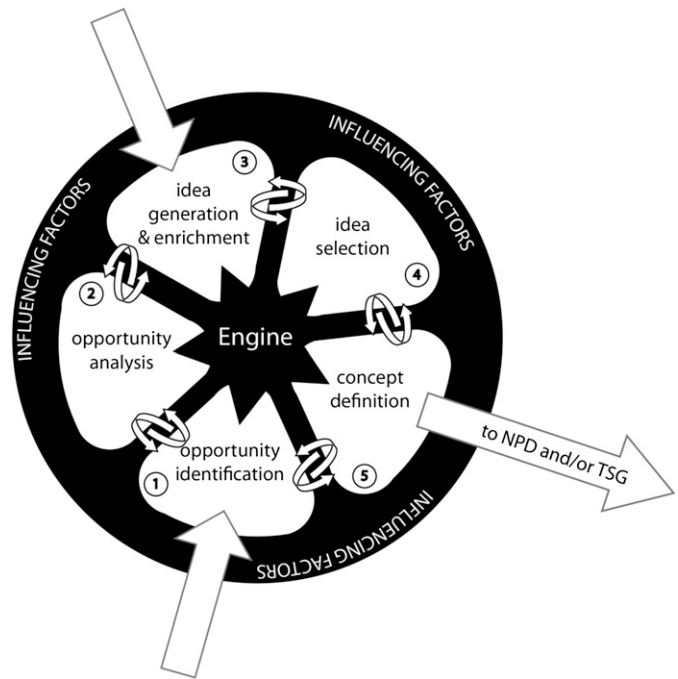 INFLUENCING FACTORS
INFLUENCING FACTORS
3
idea
generation
& enrichment
idea
selection
4
2
opportunity
analysis
Engine
concept
definition
to NPD and/or TSG
opportunity
identification
1
5
INFLUENCING FACTORS